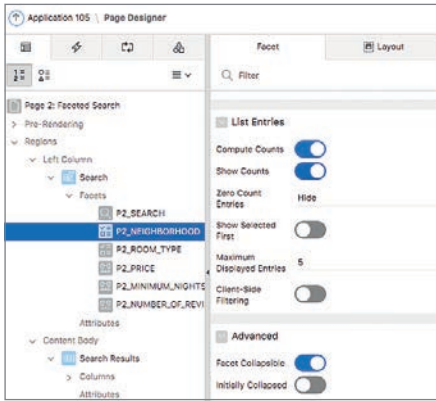 Application 105 \ Page Designer
Facet
Layout
Filter
Page 2: Faceted Search
Pre-Rendering
Regions
Left Column
Search
Facets
P2_SEARCH
P2_NEIGHBORHOOD
P2_ROOM_TYPE
P2_PRICE
P2_MINIMUM_NIGHTS
P2_NUMBER_OF_REVI
Attributes
Content Body
Search Results
Columns
Attributes
List Entries
Compute Counts
Show Counts
Zero Count
Entries
Hide
Show Selected
First
Maximum
Displayed Entries
5
Client-Side
Filtering
Advanced
Facet Collapsible
Initially Collapsed